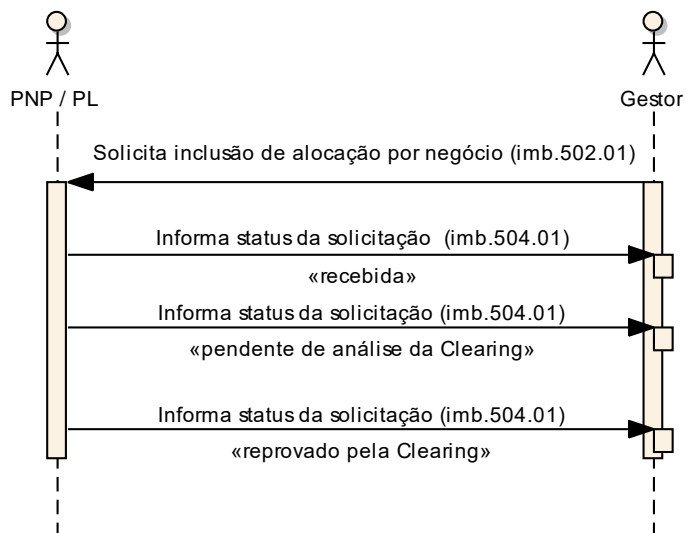 PNP / PL
Gestor
Solicita inclusão de alocação por negócio (imb.502.01)
Informa status da solicitação (imb.504.01)
«recebida»
Informa status da solicitação (imb.504.01)
«pendente de análise da Clearing»
Informa status da solicitação (imb.504.01)
«reprovado pela Clearing»